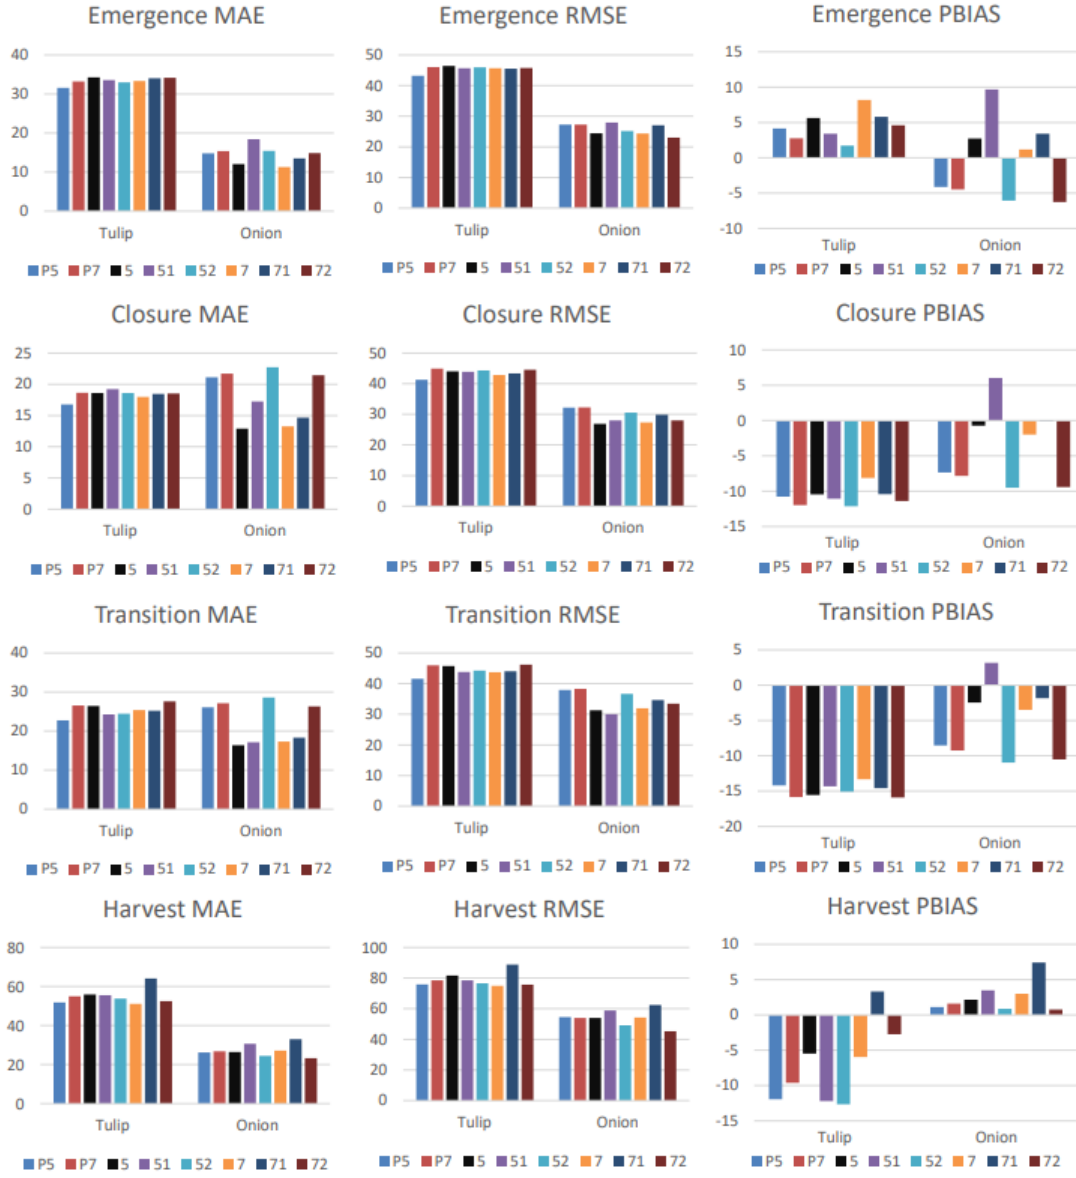 Emergence MAE
40
30
20
10
0
Tulip Onion
P5 P7 5 51 52 7 71 72
Emergence RMSE
50
40
30
20
10
0
Tulip Onion
P5 P7 5 51 52 7 71 72
Emergence PBIAS
15
10
5
0
-5
-10
Tulip Onion
P5 P7 5 51 52 7 71 72
Closure MAE
25
20
15
10
5
0
Tulip Onion
P5 P7 5 51 52 7 71 72
Closure RMSE
50
40
30
20
10
0
Tulip Onion
P5 P7 5 51 52 7 71 72
Closure PBIAS
10
5
0
-5
-10
-15
Tulip Onion
P5 P7 5 51 52 7 71 72
Transition MAE
40
30
20
10
0
Tulip Onion
P5 P7 5 51 52 7 71 72
Transition RMSE
50
40
30
20
10
0
Tulip Onion
P5 P7 5 51 52 7 71 72
Transition PBIAS
5
0
-5
-10
-15
-20
Tulip Onion
P5 P7 5 51 52 7 71 72
Harvest MAE
80
60
40
20
0
Tulip Onion
P5 P7 5 51 52 7 71 72
Harvest RMSE
100
80
60
40
20
0
Tulip Onion
P5 P7 5 51 52 7 71 72
Harvest PBIAS
10
5
0
-5
-10
-15
Tulip Onion
P5 P7 5 51 52 7 71 72